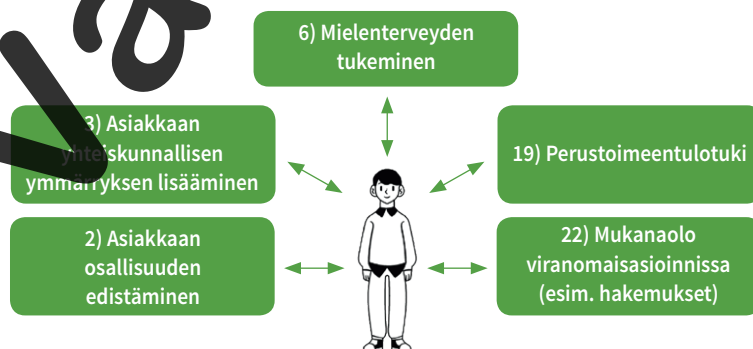 6) Mielenterveyden
tukeminen
3) Asiakkaan
yhteiskunnallisen
ymmärryksen lisääminen
19) Perustoimeentulotuki
2) Asiakkaan
osallisuuden
edistäminen
22) Mukanaolo
viranomaisasioinnissa
(esim. hakemukset)